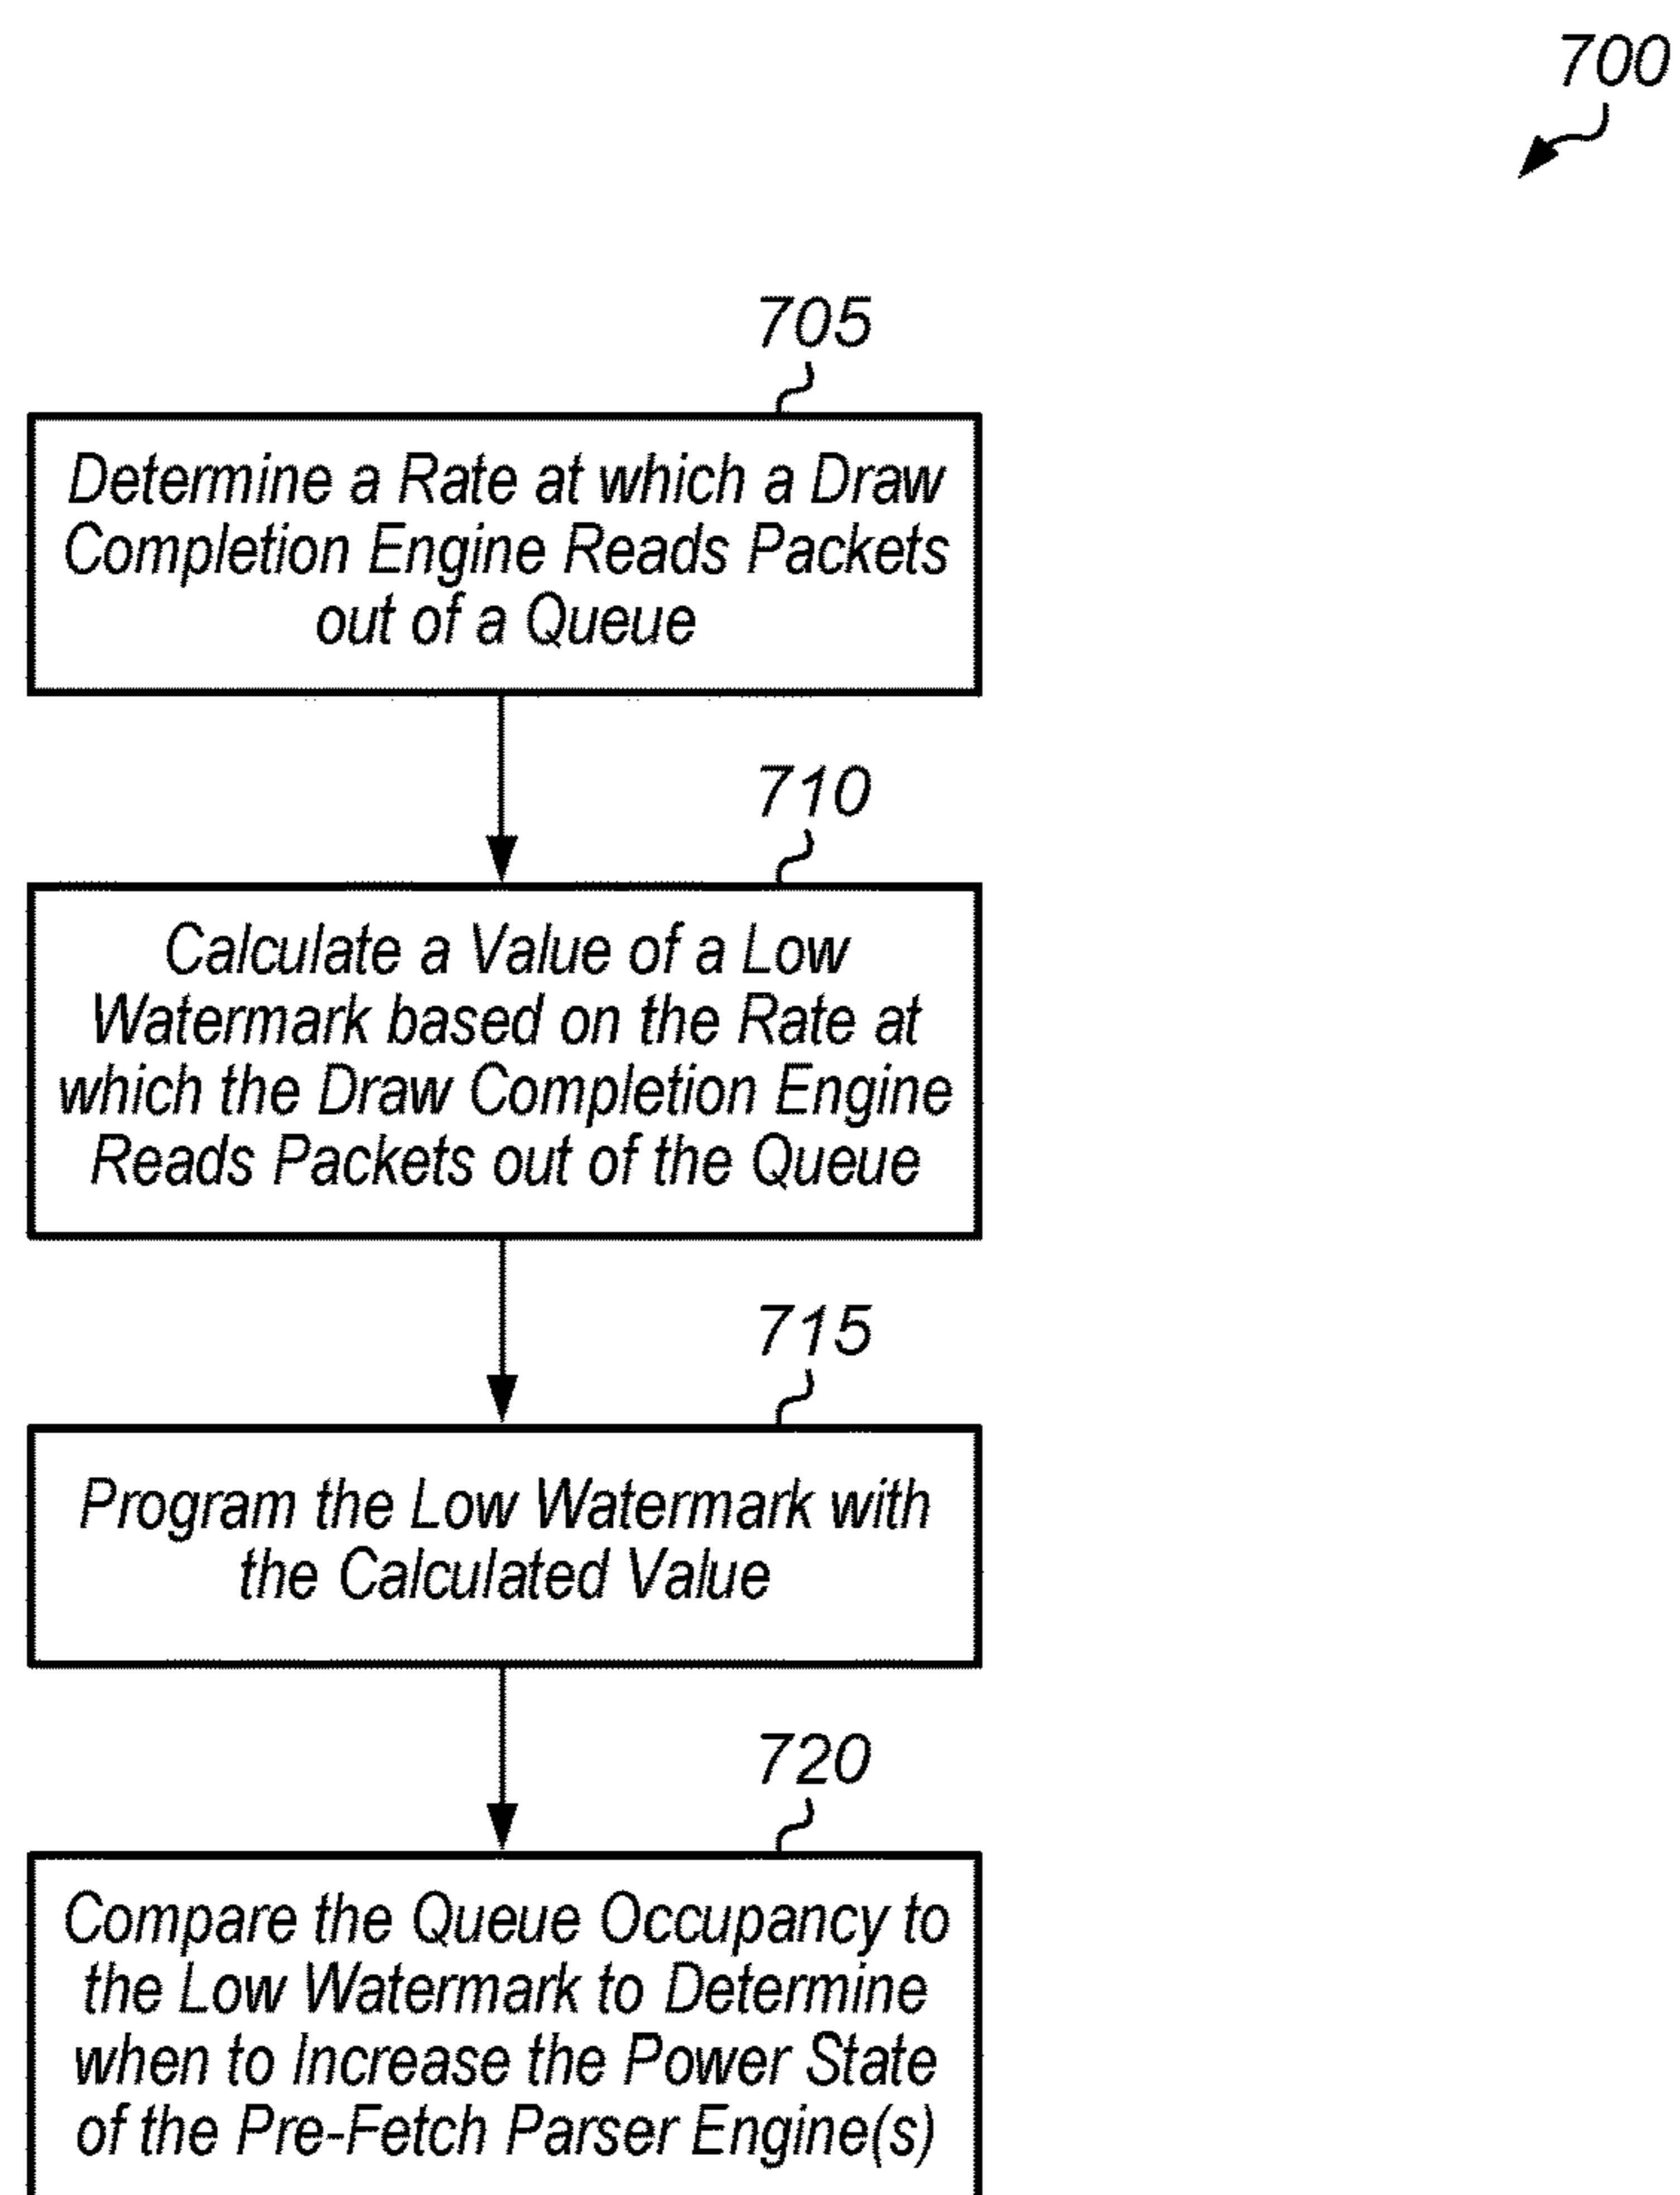 700
705
Determine a Rate at which a Draw
Completion Engine Reads Packets
out of a Queue
710
Calculate a Value of a Low
Watermark based on the Rate at
which the Draw Completion Engine
Reads Packets out of the Queue
715
Program the Low Watermark with
the Calculated Value
720
Compare the Queue Occupancy to
the Low Watermark to Determine
when to Increase the Power State
of the Pre-Fetch Parser Engine(s)